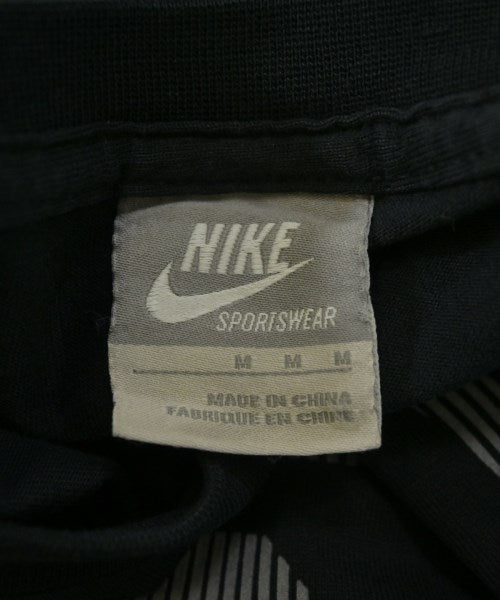 NIKE
SPORTSWEAR
M M M
MADE IN CHINA
FABRIQUE EN CHINE